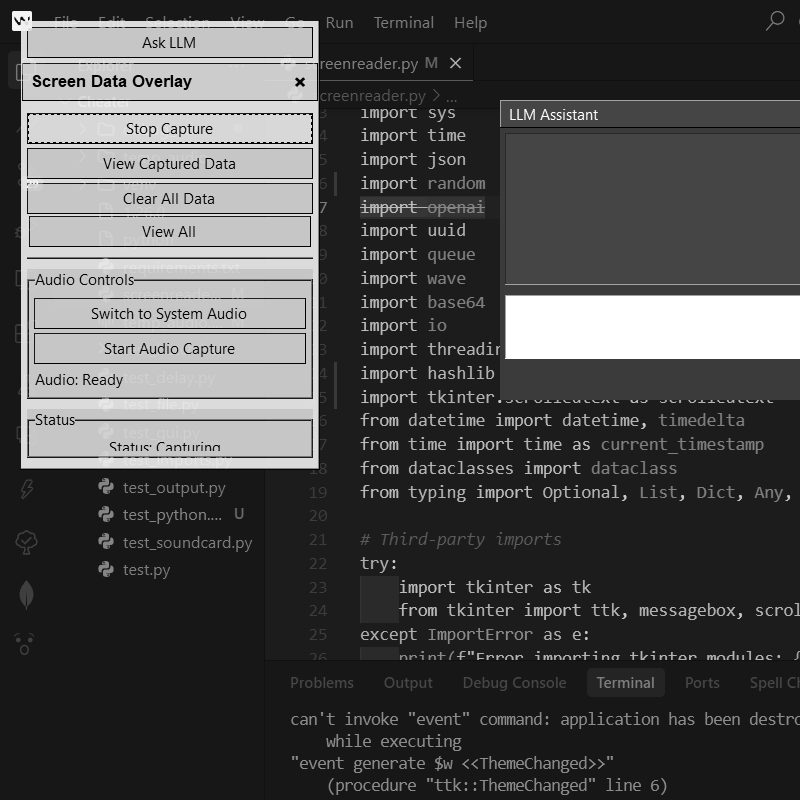 File Edit Selection View Go Run Terminal Help
Ask LLM
Screen Data Overlay
Stop Capture
View Captured Data
Clear All Data
View All
Audio Controls
Switch to System Audio
Start Audio Capture
Audio: Ready
Status
Status: Capturing
requirements.txt
test_delay.py
test_file.py
test_gui.py
test_imports.py
test_output.py
test_python.... U
test_soundcard.py
test.py
creenreader.py M
creenreader.py > ...
import sys
import time
import json
import random
7 import openai
import uuid
import queue
import wave
import base64
import io
import threadin
import hashlib
import tkinter.scrolledtext as scrolledtext
from datetime import datetime, timedelta
from time import time as current_timestamp
18 from dataclasses import dataclass
19 from typing import Optional, List, Dict, Any,
20
21 # Third-party imports
22 try:
23 import tkinter as tk
24 from tkinter import ttk, messagebox, scrol
25 except ImportError as e:
26 print(f"Error importing tkinter modules: {
LLM Assistant
Problems Output Debug Console Terminal Ports Spell Ch
can't invoke "event" command: application has been destro
while executing
"event generate $w <<ThemeChanged>>"
(procedure "ttk::ThemeChanged" line 6)